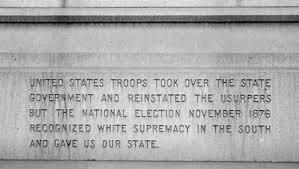 UNITED STATES TROOPS TOOK OVER THE STATE
GOVERNMENT AND REINSTATED THE USURPERS
BUT THE NATIONAL ELECTION NOVEMBER 1876
RECOGNIZED WHITE SUPREMACY IN THE SOUTH
AND GAVE US OUR STATE.